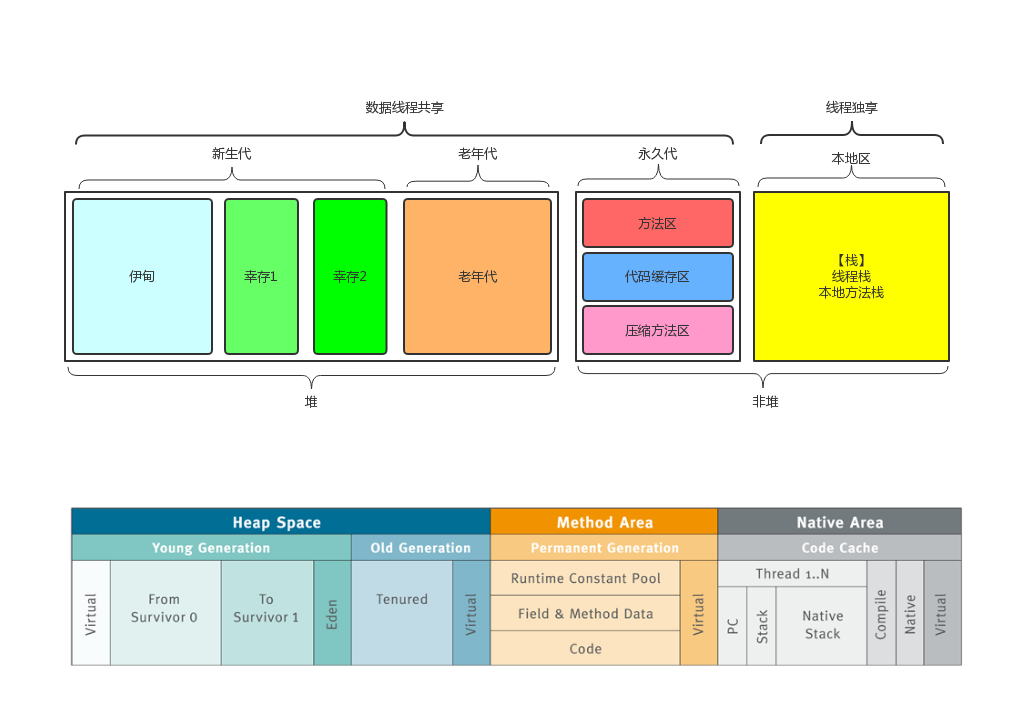 数据线程共享
线程独享
新生代
老年代
永久代
本地区
伊甸
幸存1
幸存2
老年代
方法区
代码缓存区
压缩方法区
【栈】
线程栈
本地方法栈
堆
非堆
Heap Space
Method Area
Native Area
Young Generation
Old Generation
Permanent Generation
Code Cache
Virtual
From
Survivor 0
To
Survivor 1
Eden
Tenured
Virtual
Runtime Constant Pool
Field & Method Data
Code
Virtual
Thread 1..N
PC
Stack
Native
Stack
Compile
Native
Virtual